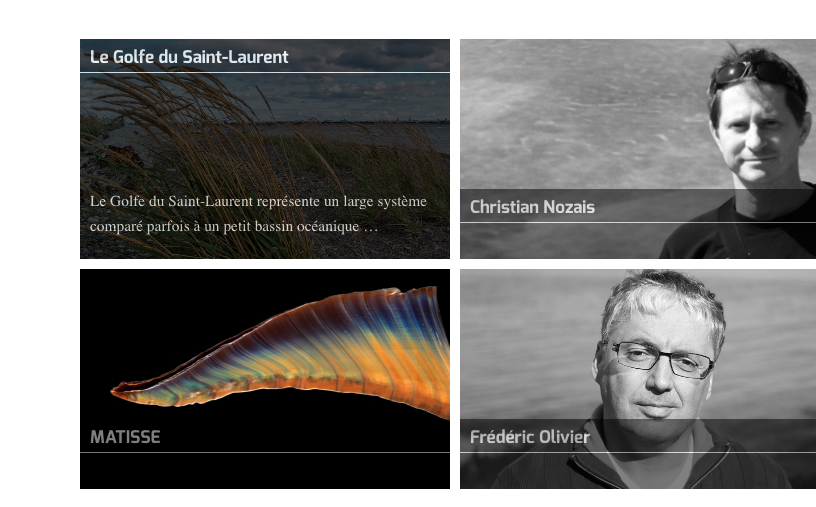 Le Golfe du Saint-Laurent
Le Golfe du Saint-Laurent représente un large système
comparé parfois à un petit bassin océanique …
Christian Nozais
MATISSE
Frédéric Olivier